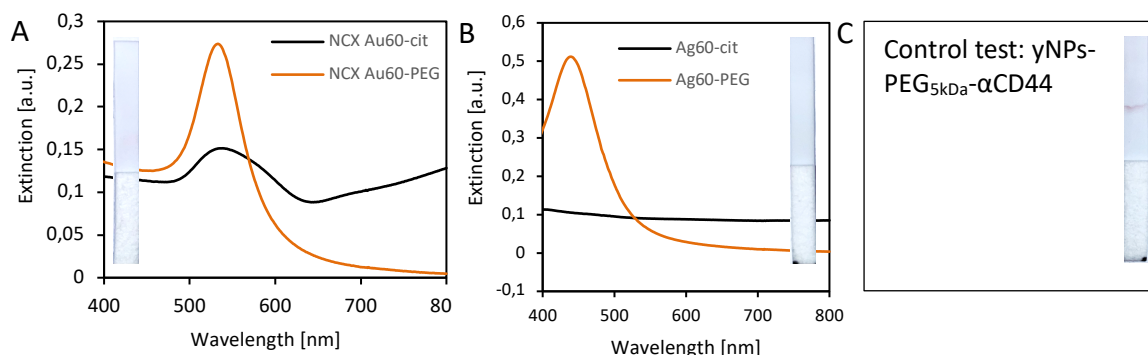 A
0,3
0,25
0,2
0,15
0,1
0,05
0
Extinction [a.u.]
NCX Au60-cit
NCX Au60-PEG
400
500
600
700
800
Wavelength [nm]
B
0,6
0,5
0,4
0,3
0,2
0,1
0
-0,1
Extinction [a.u.]
Ag60-cit
Ag60-PEG
400
500
600
700
800
Wavelength [nm]
C
Control test: yNPs-
PEG5kDa-αCD44